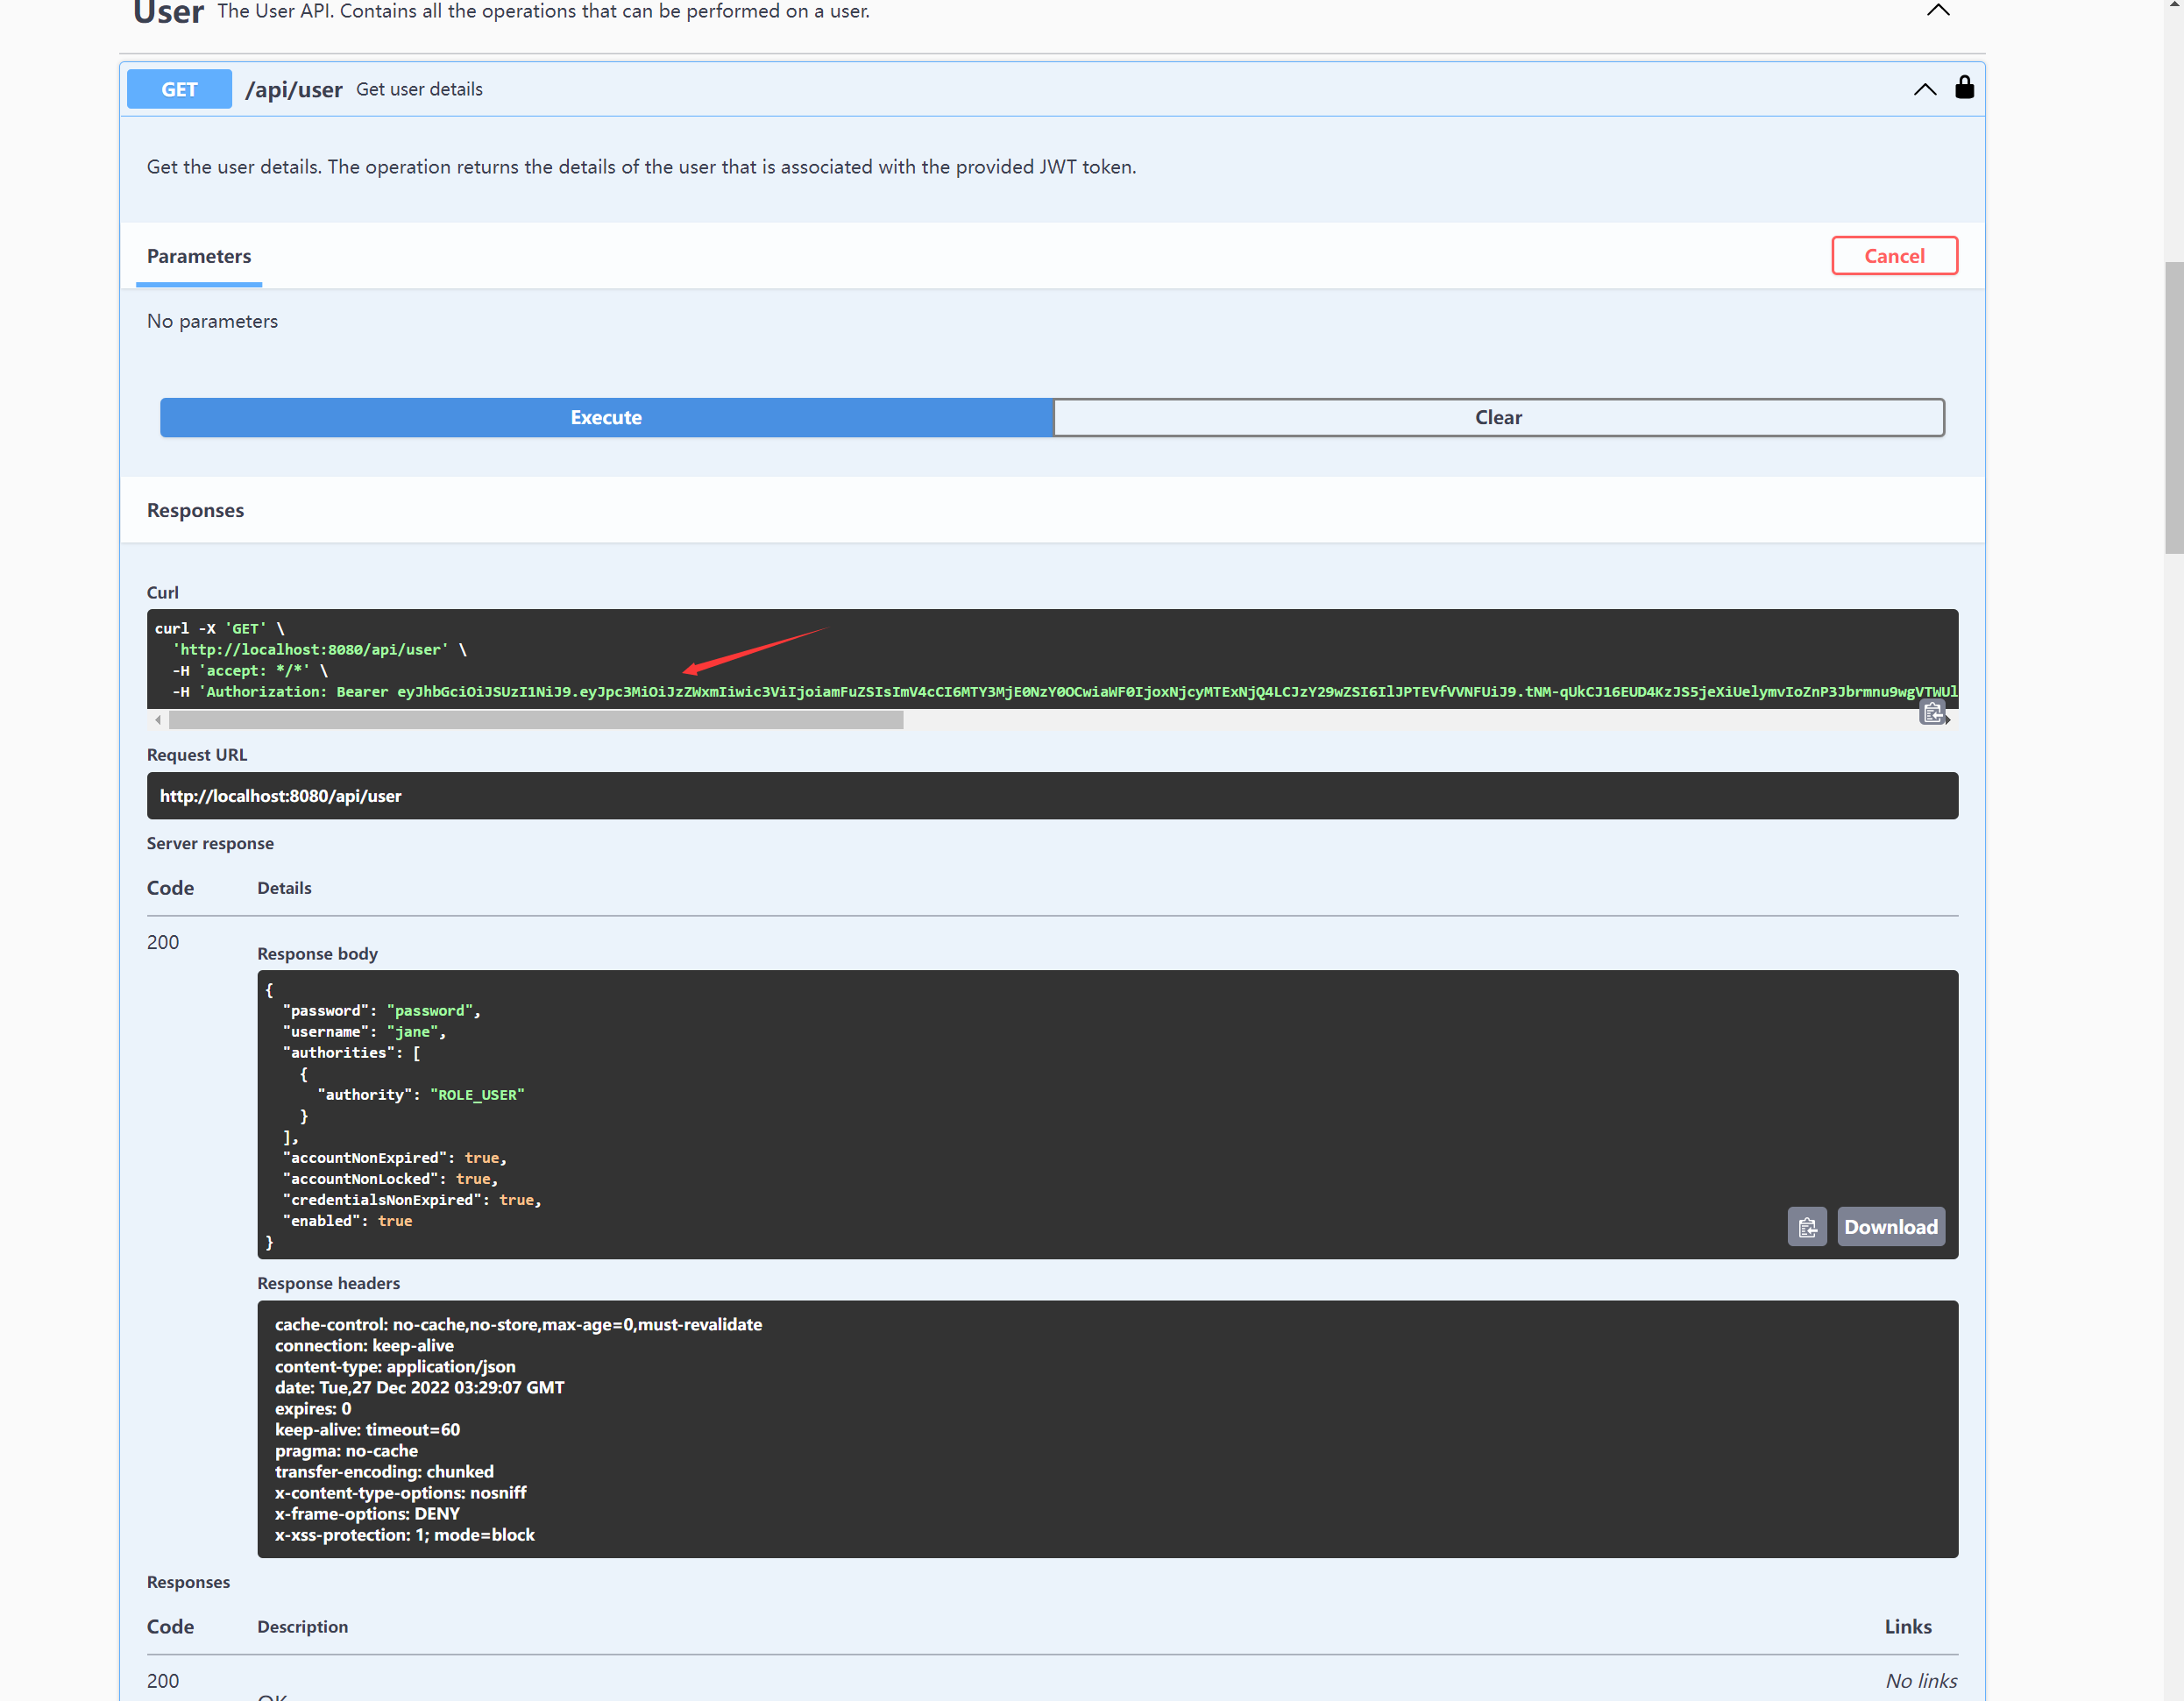 User The User API. Contains all the operations that can be performed on a user.
GET /api/user Get user details
Get the user details. The operation returns the details of the user that is associated with the provided JWT token.
Parameters Cancel
No parameters
Execute Clear
Responses
Curl
curl -X 'GET' \
'http://localhost:8080/api/user' \
-H 'accept: */*' \
-H 'Authorization: Bearer eyJhbGciOiJSUzI1NiJ9.eyJpc3MiOiJzZWxmIiwic3ViIjoiamFuZSIsImV4cCI6MTY3MjE0NzY0OCwiaWF0IjoxNjcyMTExNjQ4LCJzY29wZSI6IlJPTEVfVVNFUiJ9.tNM-qUkCJ16EUD4KzJS5jeXiUelymvIoZnP3Jbrmnu9wgVTWUl
Request URL
http://localhost:8080/api/user
Server response
Code Details
200
Response body
{
"password": "password",
"username": "jane",
"authorities": [
{
"authority": "ROLE_USER"
}
],
"accountNonExpired": true,
"accountNonLocked": true,
"credentialsNonExpired": true,
"enabled": true
}
Download
Response headers
cache-control: no-cache,no-store,max-age=0,must-revalidate
connection: keep-alive
content-type: application/json
date: Tue,27 Dec 2022 03:29:07 GMT
expires: 0
keep-alive: timeout=60
pragma: no-cache
transfer-encoding: chunked
x-content-type-options: nosniff
x-frame-options: DENY
x-xss-protection: 1; mode=block
Responses
Code Description Links
200 No links
OK